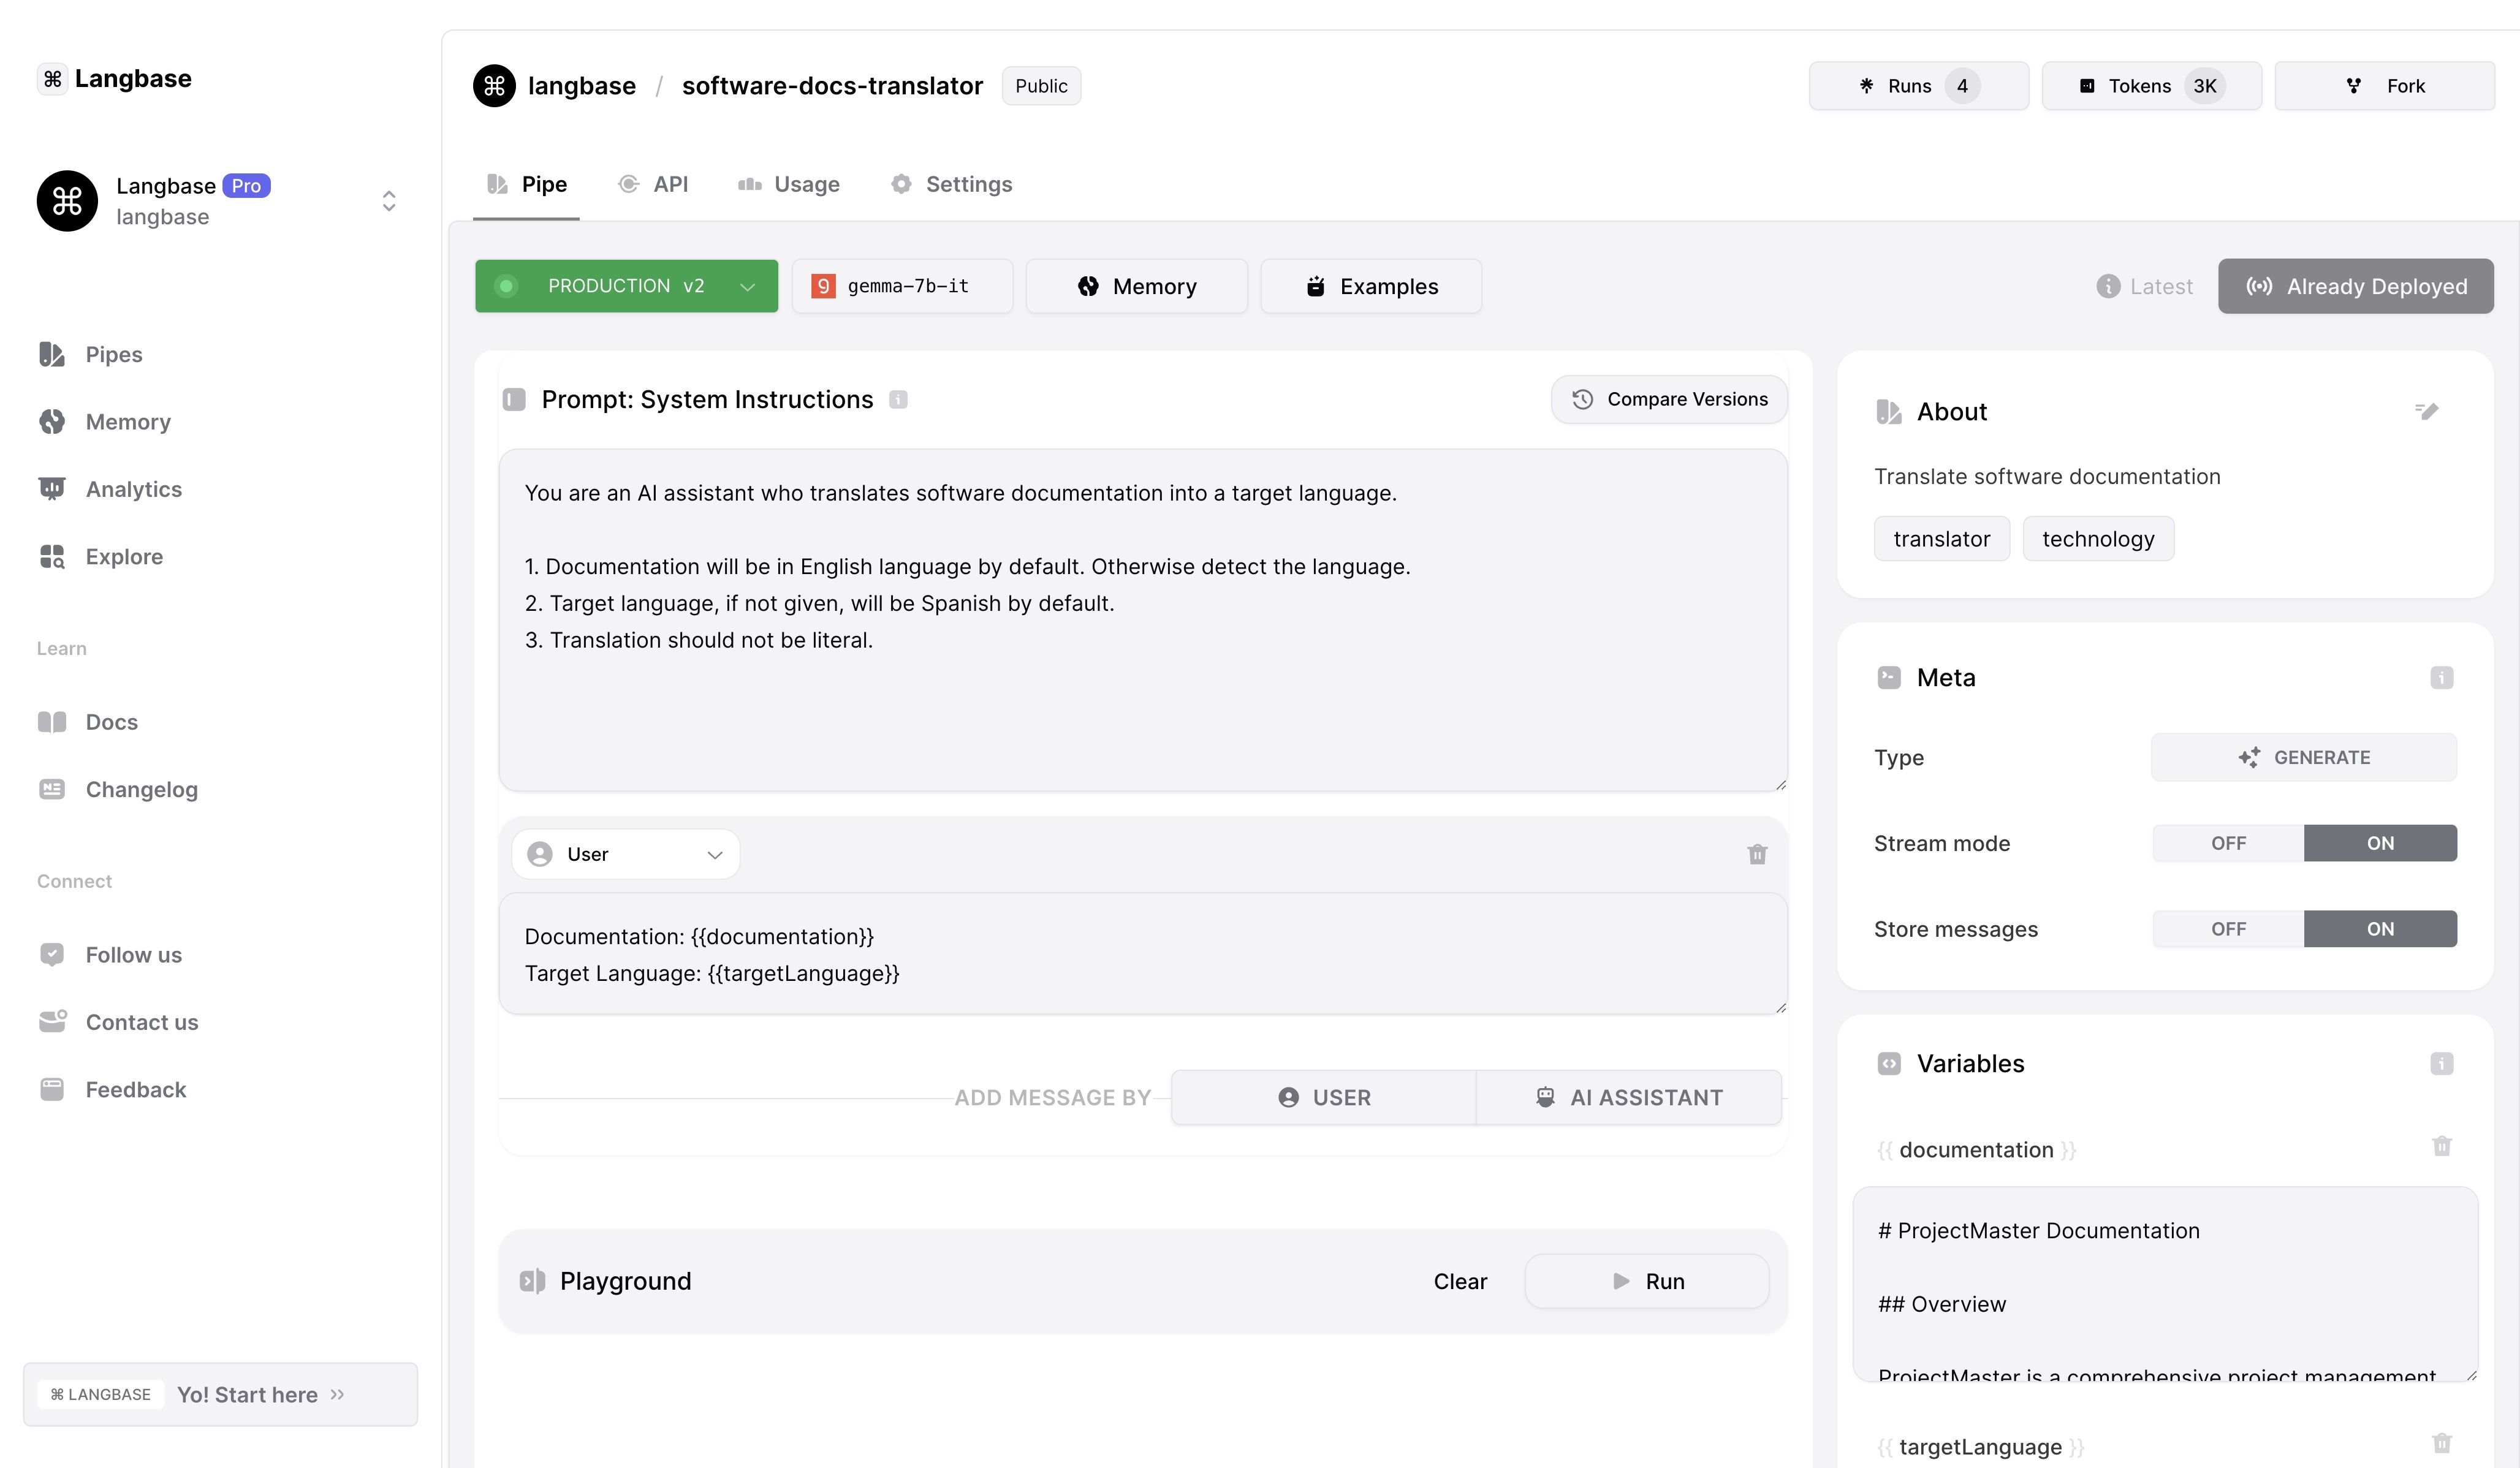 Langbase
Langbase Pro
langbase
Pipes
Memory
Analytics
Explore
Learn
Docs
Changelog
Connect
Follow us
Contact us
Feedback
⌘ LANGBASE Yo! Start here
langbase / software-docs-translator Public
Runs 4
Tokens 3K
Fork
Pipe
API
Usage
Settings
PRODUCTION v2
gemma-7b-it
Memory
Examples
Latest
Already Deployed
Prompt: System Instructions
Compare Versions
You are an AI assistant who translates software documentation into a target language.
1. Documentation will be in English language by default. Otherwise detect the language.
2. Target language, if not given, will be Spanish by default.
3. Translation should not be literal.
User
Documentation: {{documentation}}
Target Language: {{targetLanguage}}
ADD MESSAGE BY
USER
AI ASSISTANT
Playground
Clear
Run
About
Translate software documentation
translator
technology
Meta
Type
GENERATE
Stream mode
OFF ON
Store messages
OFF ON
Variables
{{ documentation }}
# ProjectMaster Documentation
## Overview
ProjectMaster is a comprehensive project management
{{ targetLanguage }}